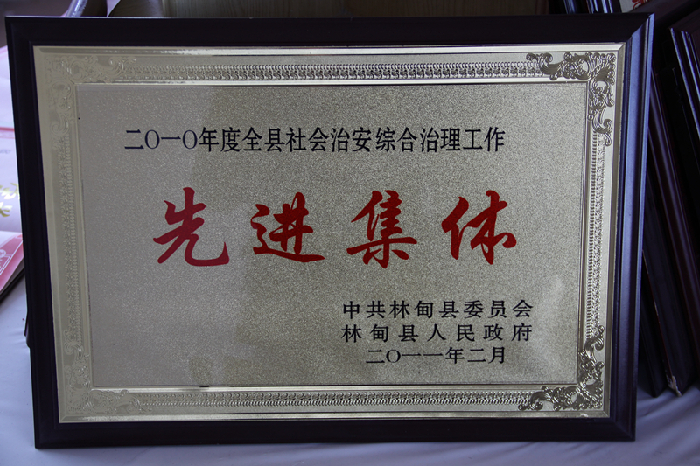 二〇一〇年度全县社会治安综合治理工作
先进集体
中共林甸县委员会
林甸县人民政府
二〇一一年二月